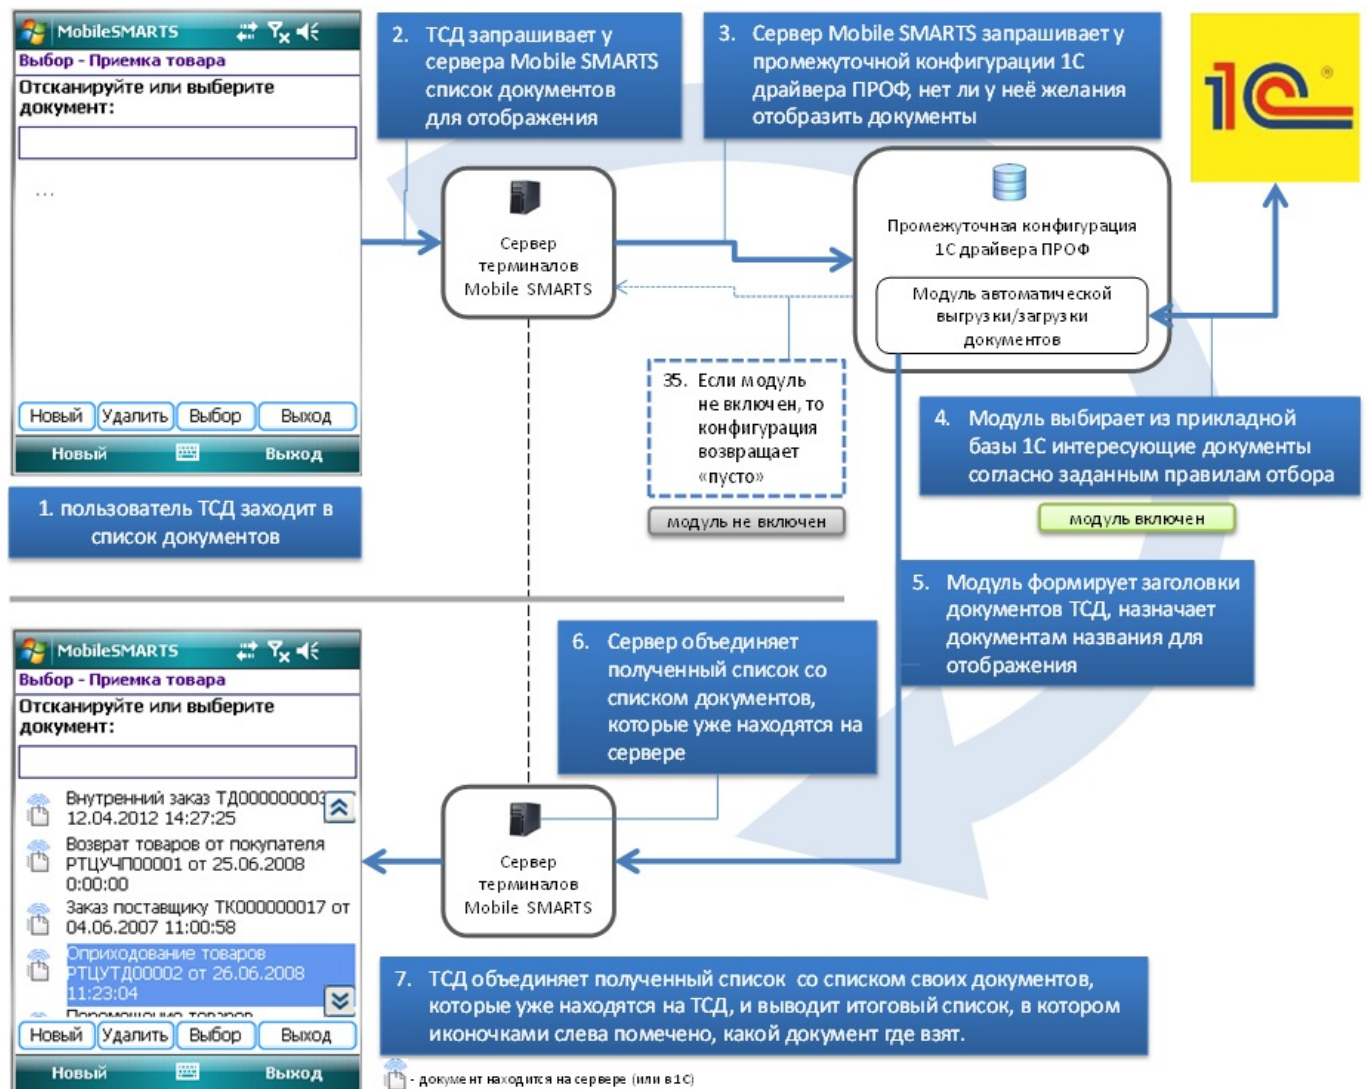 MobileSMARTS
Выбор - Приемка товара
Отсканируйте или выберите
документ:
...
Новый Удалить Выбор Выход
Новый Выход
1. пользователь ТСД заходит в
список документов
2. ТСД запрашивает у
сервера Mobile SMARTS
список документов
для отображения
3. Сервер Mobile SMARTS запрашивает у
промежуточной конфигурации 1С
драйвера ПРОФ, нет ли у неё желания
отобразить документы
1С ®
Сервер
терминалов
Mobile SMARTS
Промежуточная конфигурация
1С драйвера ПРОФ
Модуль автоматической
выгрузки/загрузки
документов
35. Если модуль
не включен, то
конфигурация
возвращает
«пусто»
модуль не включен
4. Модуль выбирает из прикладной
базы 1С интересующие документы
согласно заданным правилам отбора
модуль включен
5. Модуль формирует заголовки
документов ТСД, назначает
документам названия для
отображения
6. Сервер объединяет
полученный список со
списком документов,
которые уже находятся на
сервере
MobileSMARTS
Выбор - Приемка товара
Отсканируйте или выберите
документ:
Внутренний заказ ТД000000003
12.04.2012 14:27:25
Возврат товаров от покупателя
РТЦУЧП00001 от 25.06.2008
0:00:00
Заказ поставщику ТК000000017 от
04.06.2007 11:00:58
Оприходование товаров
РТЦУТД00002 от 26.06.2008
11:23:04
Перемещение товаров
Новый Удалить Выбор Выход
Новый Выход
Сервер
терминалов
Mobile SMARTS
7. ТСД объединяет полученный список со списком своих документов,
которые уже находятся на ТСД, и выводит итоговый список, в котором
иконочками слева помечено, какой документ где взят.
- документ находится на сервере (или в 1С)